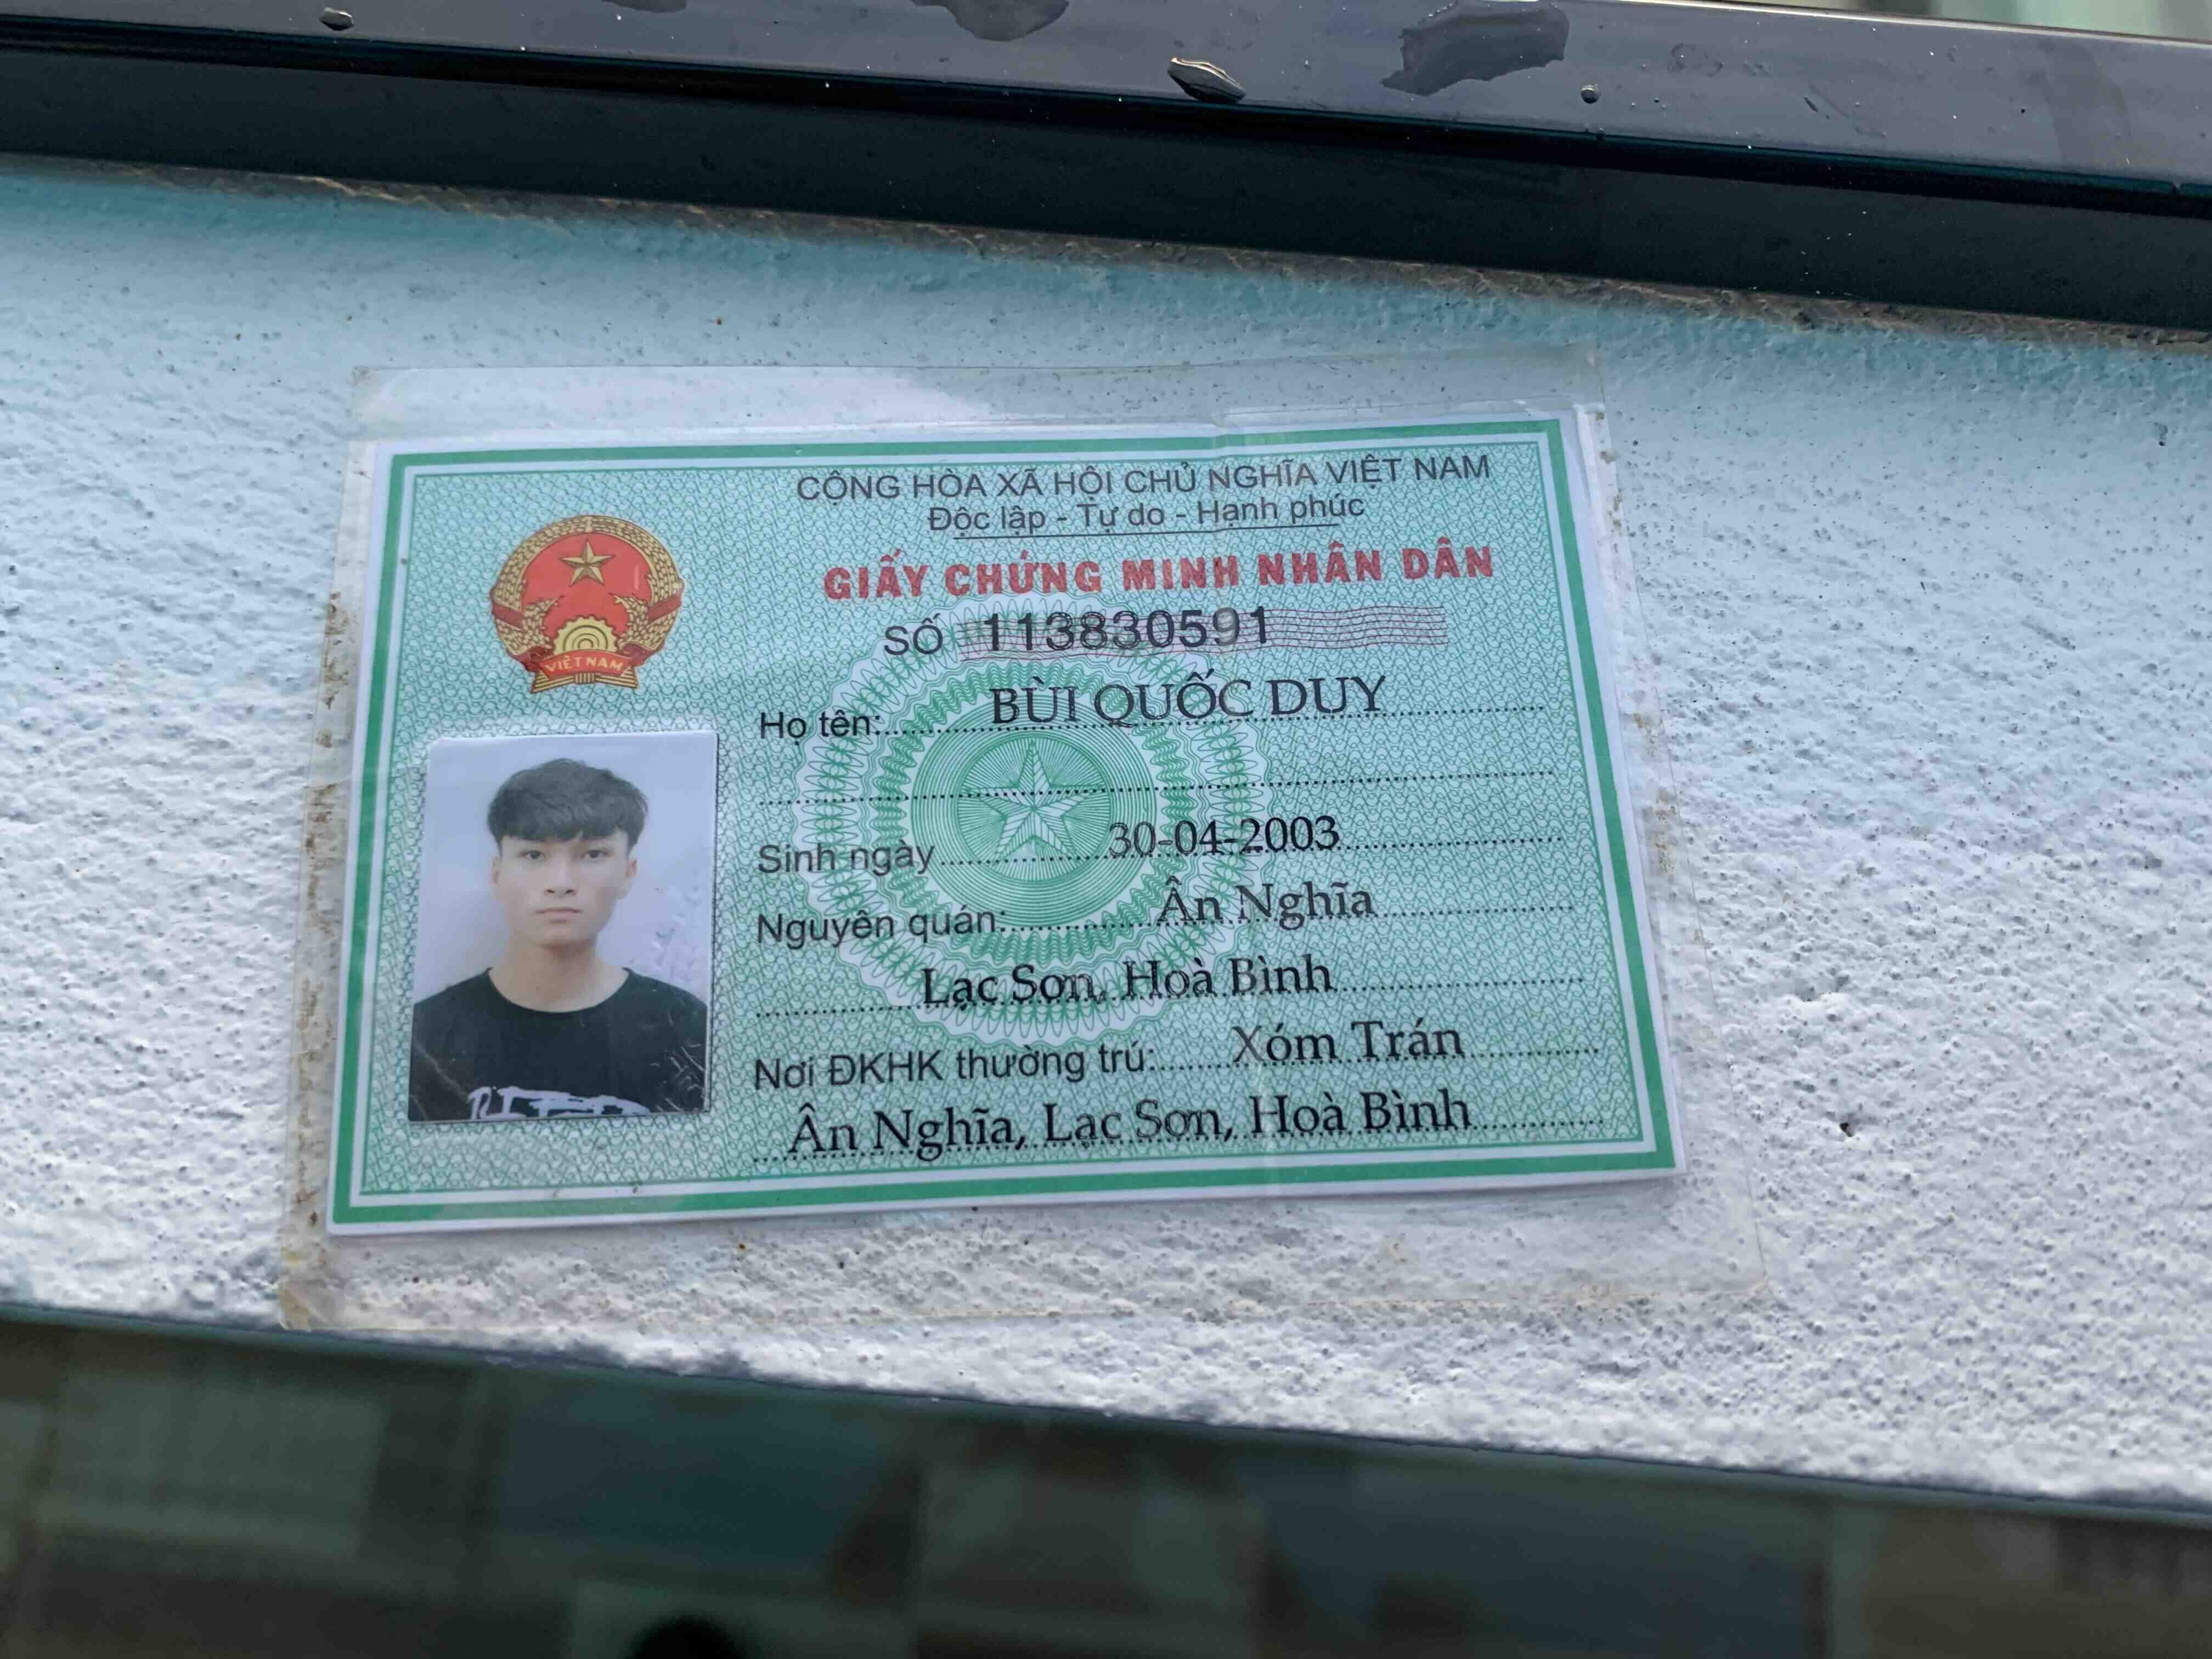 CỘNG HÒA XÃ HỘI CHỦ NGHĨA VIỆT NAM
Độc lập - Tự do - Hạnh phúc
GIẤY CHỨNG MINH NHÂN DÂN
SỐ 113830591
VIỆT NAM
Họ tên: BÙI QUỐC DUY
Sinh ngày 30-04-2003
Nguyên quán: Ân Nghĩa
Lạc Sơn, Hoà Bình
Nơi ĐKHK thường trú: Xóm Trán
Ân Nghĩa, Lạc Sơn, Hoà Bình